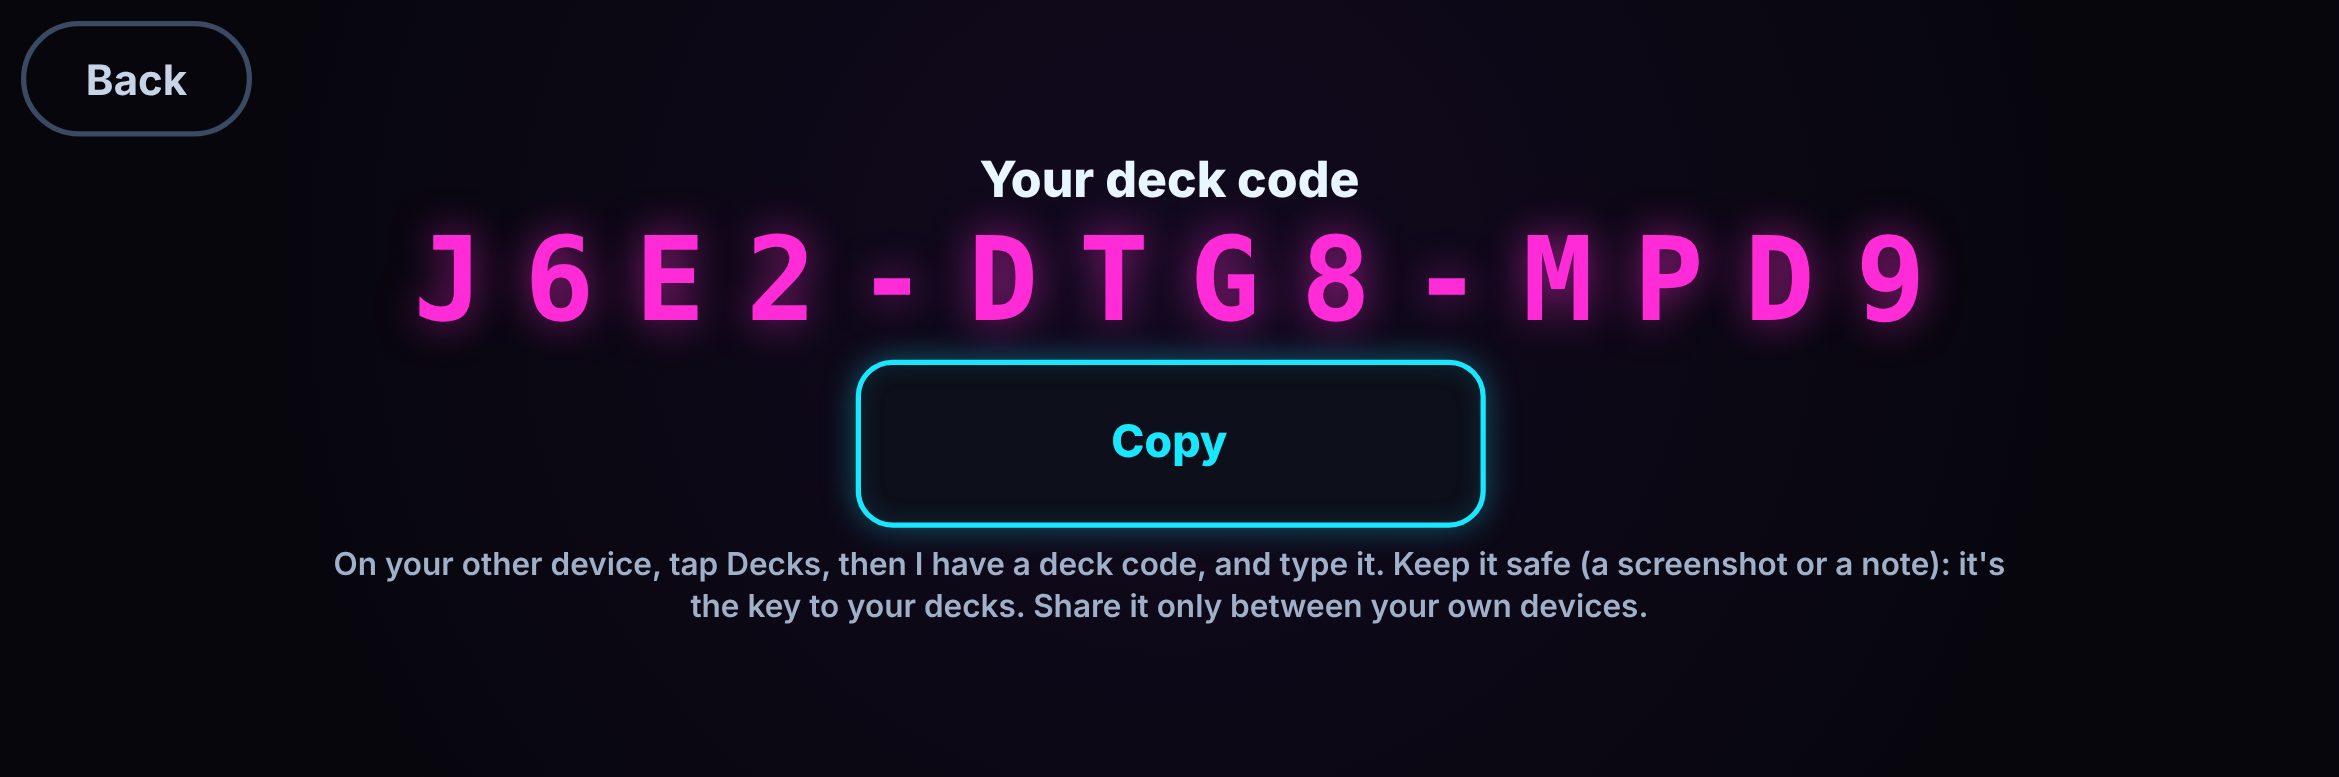 Back
Your deck code
J6E2-DTG8-MPD9
Copy
On your other device, tap Decks, then I have a deck code, and type it. Keep it safe (a screenshot or a note): it's
the key to your decks. Share it only between your own devices.